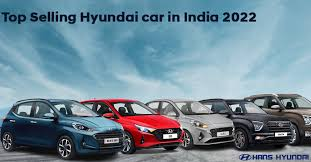 Top Selling Hyundai car in India 2022
HANS HYUNDAI